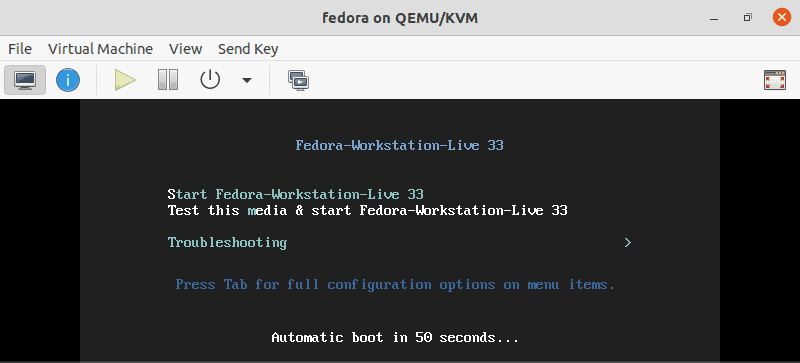 fedora on QEMU/KVM
File Virtual Machine View Send Key
Fedora-Workstation-Live 33
Start Fedora-Workstation-Live 33
Test this media & start Fedora-Workstation-Live 33
Troubleshooting >
Press Tab for full configuration options on menu items.
Automatic boot in 50 seconds...